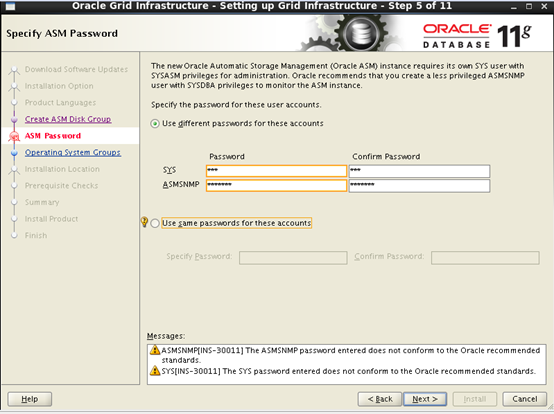 Oracle Grid Infrastructure - Setting up Grid Infrastructure - Step 5 of 11
Specify ASM Password
ORACLE
DATABASE 11g
Download Software Updates
Installation Option
Product Languages
Create ASM Disk Group
ASM Password
Operating System Groups
Installation Location
Prerequisite Checks
Summary
Install Product
Finish
The new Oracle Automatic Storage Management (Oracle ASM) instance requires its own SYS user with
SYSASM privileges for administration. Oracle recommends that you create a less privileged ASMSNMP
user with SYSDBA privileges to monitor the ASM instance.
Specify the password for these user accounts.
Use different passwords for these accounts
Password Confirm Password
SYS *** ***
ASMSNMP ******* *******
Use same passwords for these accounts
Specify Password: Confirm Password:
Messages:
ASMSNMP[INS-30011] The ASMSNMP password entered does not conform to the Oracle recommended
standards.
SYS[INS-30011] The SYS password entered does not conform to the Oracle recommended standards.
Help < Back Next > Install Cancel